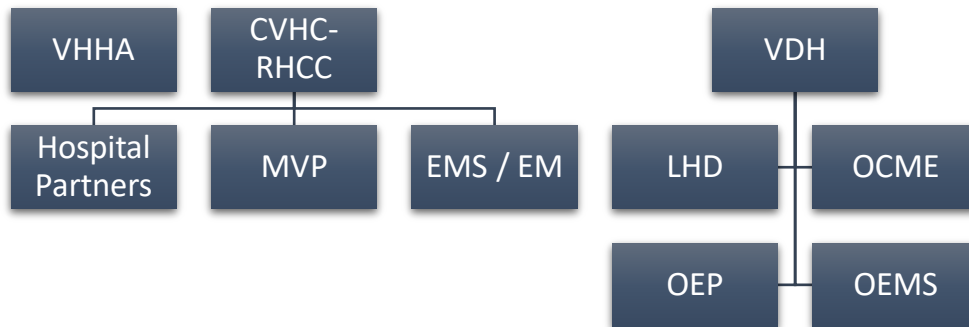 VHHA
CVHC-
RHCC
VDH
Hospital
Partners
MVP
EMS / EM
LHD
OCME
OEP
OEMS